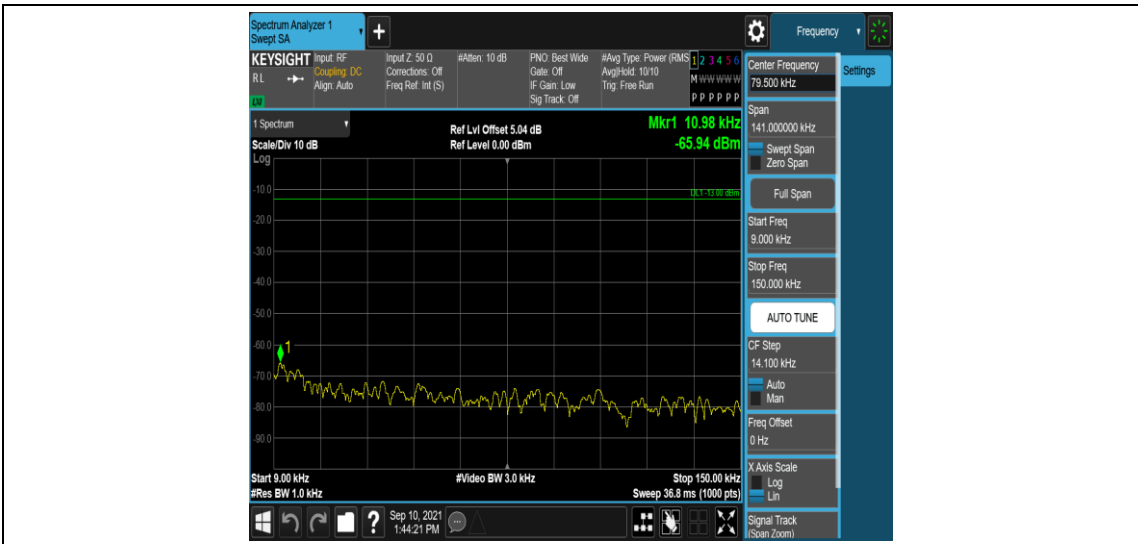 Spectrum Analyzer 1
Swept SA
+
Frequency
KEYSIGHT
Input: RF
Input Z: 50 Ω
#Atten: 10 dB
PNO: Best Wide
#Avg Type: Power (RMS
1 2 3 4 5 6
RL
Coupling: DC
Corrections: Off
Gate: Off
Avg|Hold: 10/10
M W W W W W
Align: Auto
Freq Ref: Int (S)
IF Gain: Low
Trig: Free Run
Sig Track: Off
P P P P P P
LXI
Center Frequency
79.500 kHz
Settings
Span
141.000000 kHz
Swept Span
Zero Span
Full Span
Start Freq
9.000 kHz
Stop Freq
150.000 kHz
AUTO TUNE
CF Step
14.100 kHz
Auto
Man
Freq Offset
0 Hz
X Axis Scale
Log
Lin
Signal Track
(Span Zoom)
1 Spectrum
Ref Lvl Offset 5.04 dB
Mkr1 10.98 kHz
Scale/Div 10 dB
Ref Level 0.00 dBm
-65.94 dBm
Log
-10.0
DL1 -13.00 dBm
-20.0
-30.0
-40.0
-50.0
-60.0
1
-70.0
-80.0
-90.0
Start 9.00 kHz
#Video BW 3.0 kHz
Stop 150.00 kHz
#Res BW 1.0 kHz
Sweep 36.8 ms (1000 pts)
?
Sep 10, 2021
1:44:21 PM